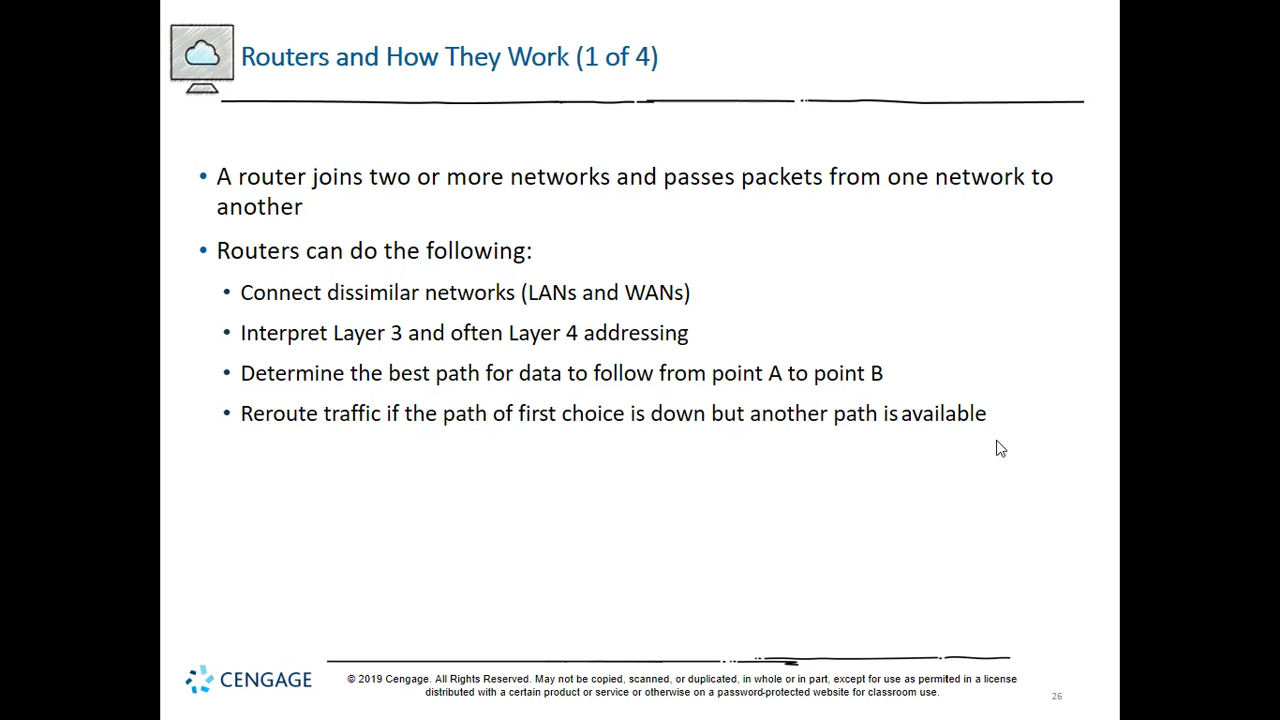 Routers and How They Work (1 of 4)
• A router joins two or more networks and passes packets from one network to
another
• Routers can do the following:
• Connect dissimilar networks (LANs and WANs)
• Interpret Layer 3 and often Layer 4 addressing
• Determine the best path for data to follow from point A to point B
• Reroute traffic if the path of first choice is down but another path is available
CENGAGE
© 2019 Cengage. All Rights Reserved. May not be copied, scanned, or duplicated, in whole or in part, except for use as permitted in a license
distributed with a certain product or service or otherwise on a password-protected website for classroom use.
26